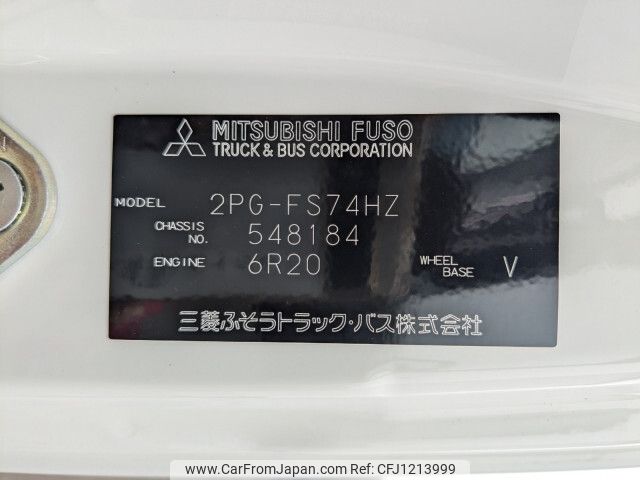 MITSUBISHI FUSO
TRUCK & BUS CORPORATION
MODEL 2PG-FS74HZ
CHASSIS NO. 548184
ENGINE 6R20 WHEEL BASE V
三菱ふそうトラック・バス株式会社
www.CarFromJapan.com CFJ1213999